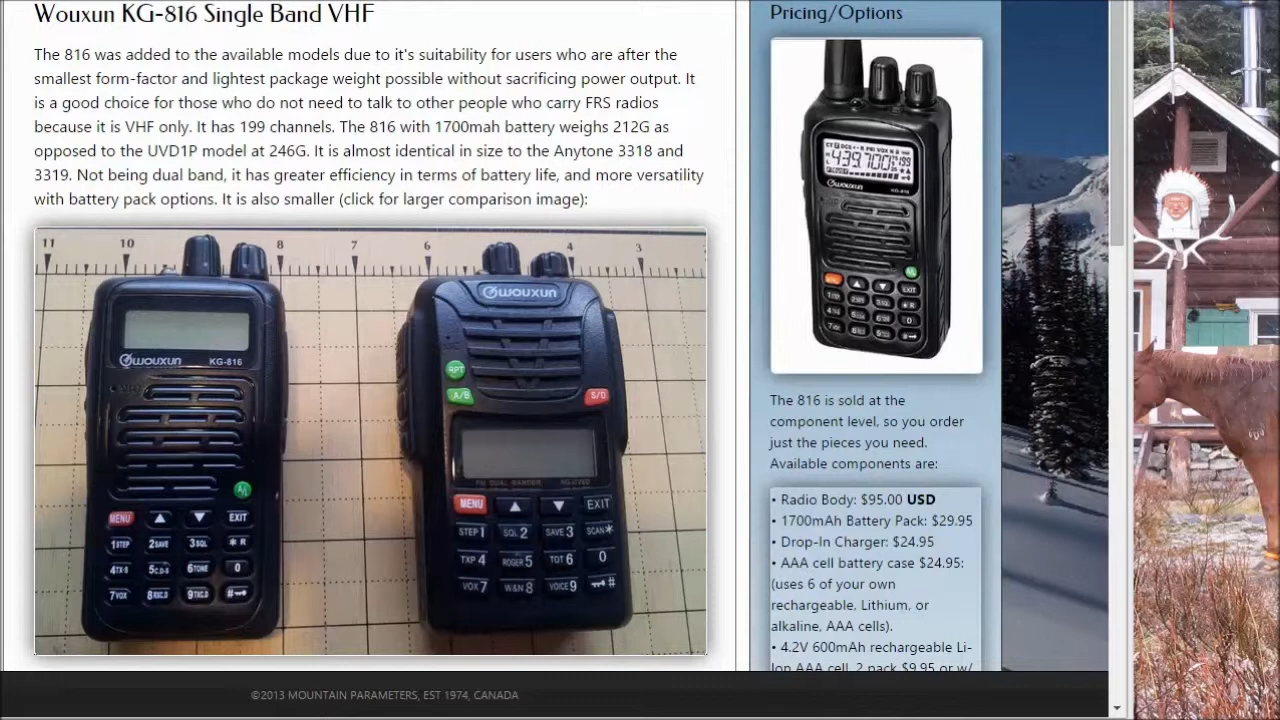 Wouxun KG-816 Single Band VHF
The 816 was added to the available models due to it's suitability for users who are after the
smallest form-factor and lightest package weight possible without sacrificing power output. It
is a good choice for those who do not need to talk to other people who carry FRS radios
because it is VHF only. It has 199 channels. The 816 with 1700mah battery weighs 212G as
opposed to the UVD1P model at 246G. It is almost identical in size to the Anytone 3318 and
3319. Not being dual band, it has greater efficiency in terms of battery life, and more versatility
with battery pack options. It is also smaller (click for larger comparison image):
11 10 8 7 6 4 3
WOUXUN KG-816
MENU EXIT
1STEP 2SAVE 3SQL * R
6TONE 0
7VOX
WOUXUN
RPT
A/B S/D
MENU EXIT
STEP1 SQL2 SAVE3 SCAN*
TXP4 ROGER5 TOT6 0
VOX7 W&N8 VOICE9 #
Pricing/Options
439.700
WOUXUN KG-816
EXIT
The 816 is sold at the
component level, so you order
just the pieces you need.
Available components are:
• Radio Body: $95.00 USD
• 1700mAh Battery Pack: $29.95
• Drop-In Charger: $24.95
• AAA cell battery case $24.95:
(uses 6 of your own
rechargeable, Lithium, or
alkaline, AAA cells).
• 4.2V 600mAh rechargeable Li-
Ion AAA cell, 2 pack $9.95 or w/
©2013 MOUNTAIN PARAMETERS, EST 1974, CANADA